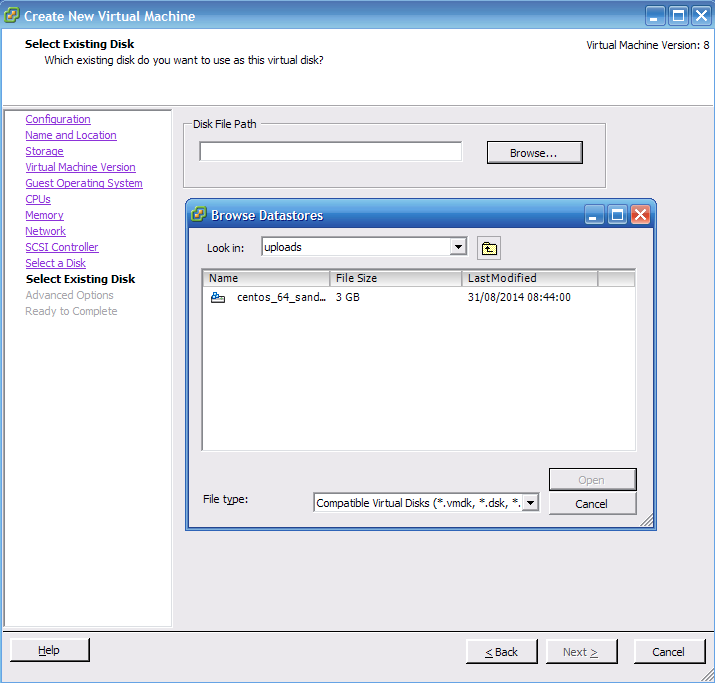 Create New Virtual Machine
Select Existing Disk
Which existing disk do you want to use as this virtual disk?
Virtual Machine Version: 8
Configuration
Name and Location
Storage
Virtual Machine Version
Guest Operating System
CPUs
Memory
Network
SCSI Controller
Select a Disk
Select Existing Disk
Advanced Options
Ready to Complete
Disk File Path
Browse...
Browse Datastores
Look in: uploads
Name File Size Last Modified
centos_64_sand... 3 GB 31/08/2014 08:44:00
Open
File type: Compatible Virtual Disks (*.vmdk, *.dsk, *.
Cancel
Help
< Back
Next >
Cancel